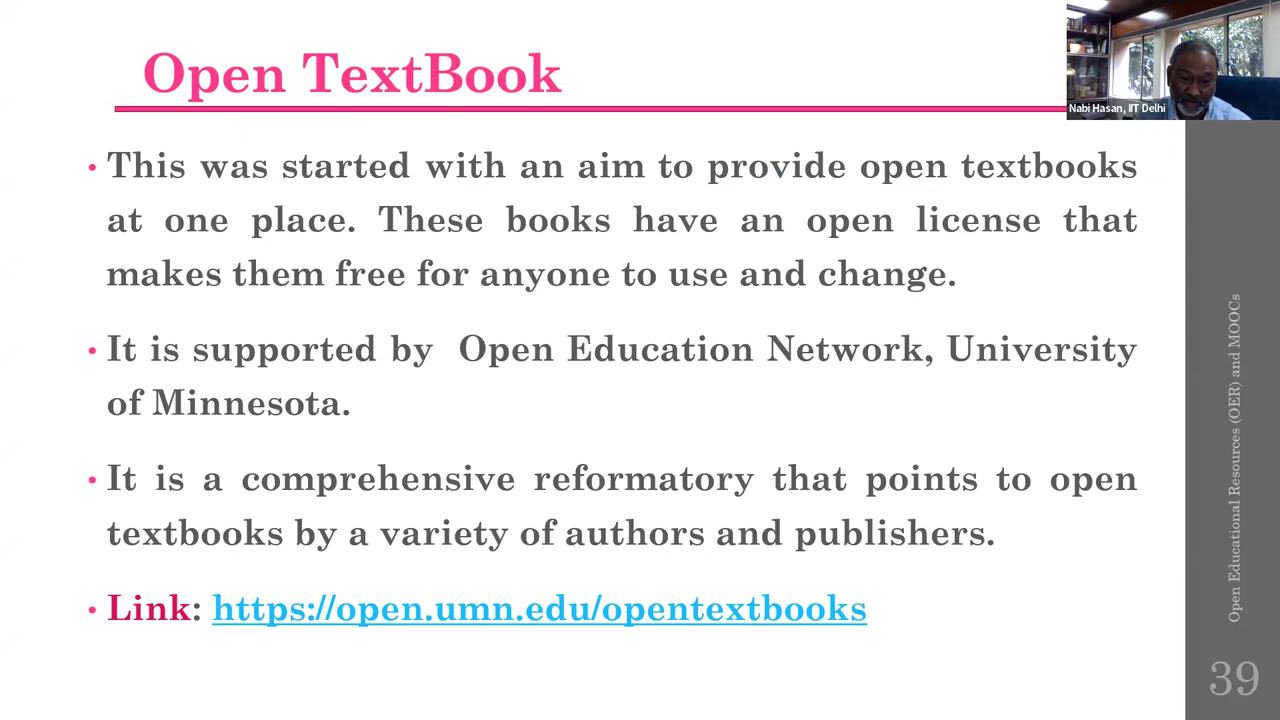 Open TextBook
Nabi Hasan, IIT Delhi
• This was started with an aim to provide open textbooks
at one place. These books have an open license that
makes them free for anyone to use and change.
• It is supported by Open Education Network, University
of Minnesota.
• It is a comprehensive reformatory that points to open
textbooks by a variety of authors and publishers.
• Link: https://open.umn.edu/opentextbooks
Open Educational Resources (OER) and MOOCs
39